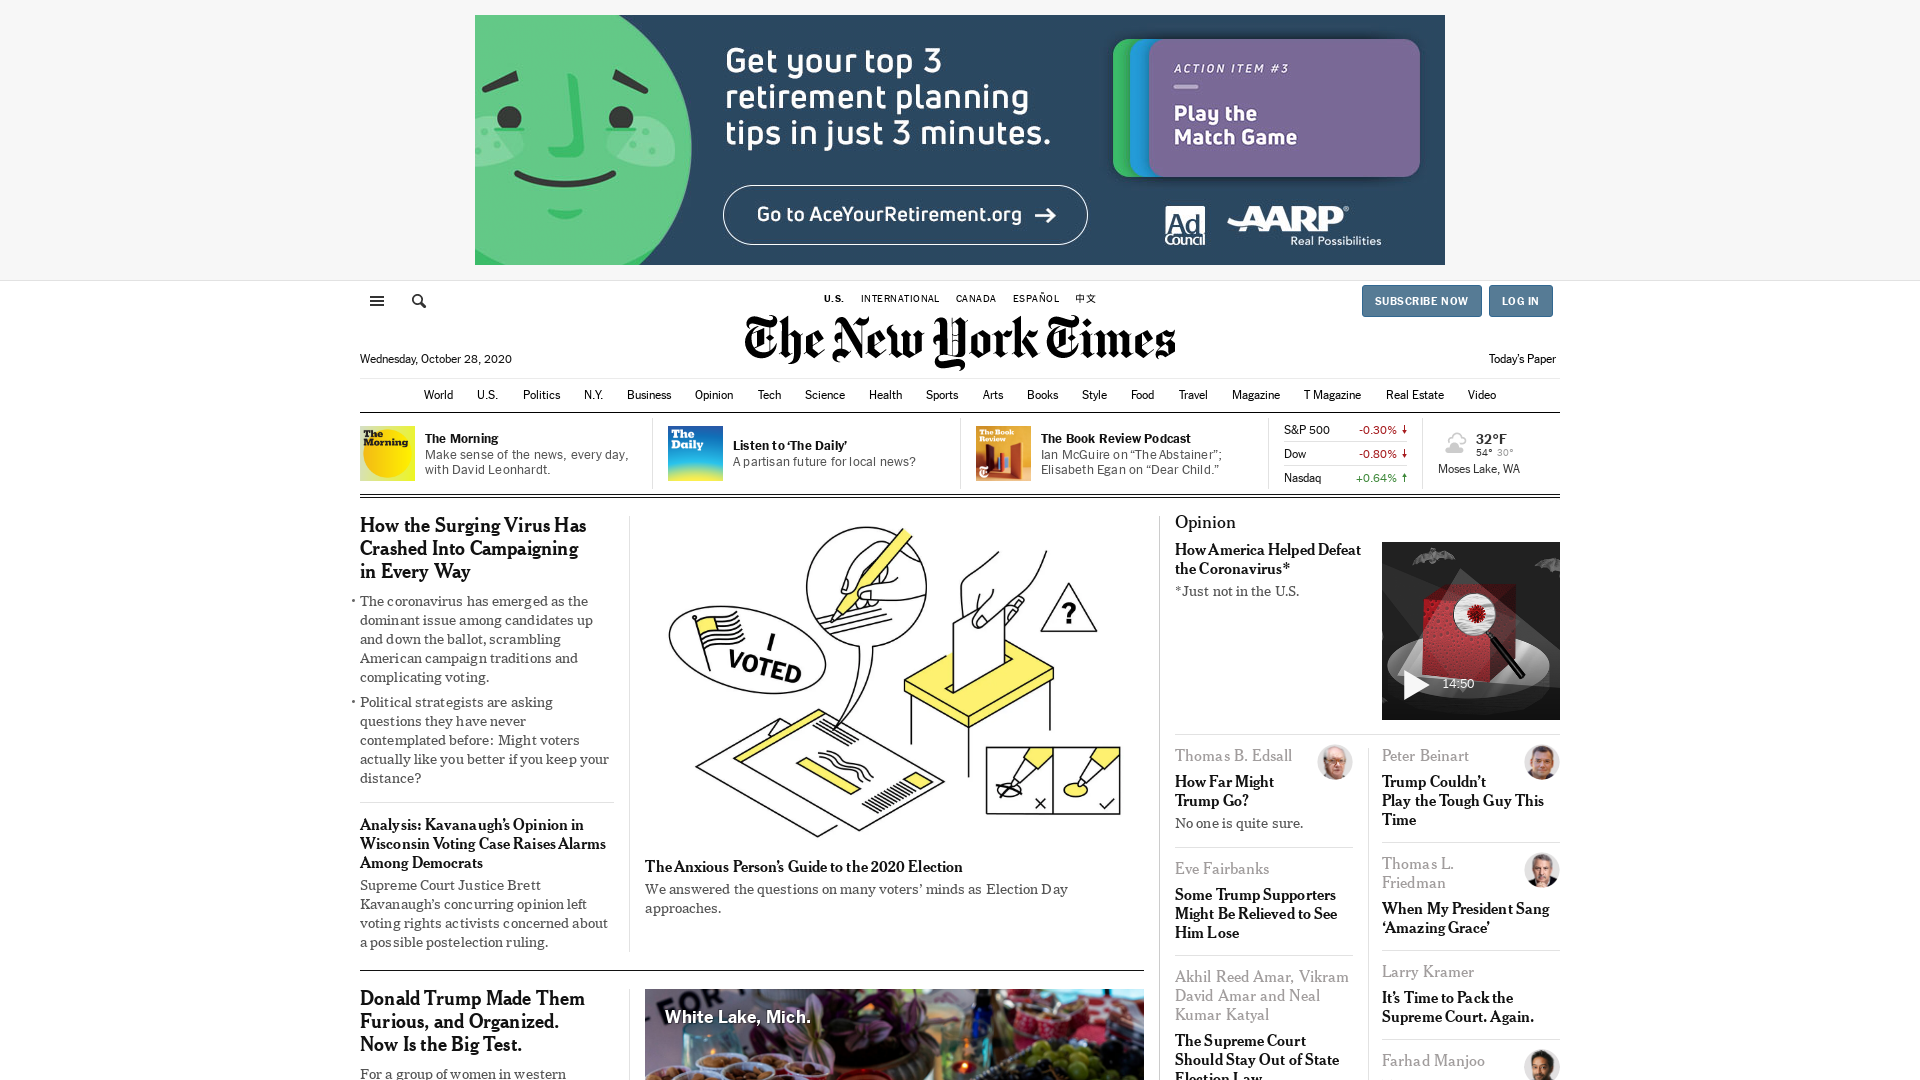 Get your top 3
retirement planning
tips in just 3 minutes.
Go to AceYourRetirement.org
ACTION ITEM #3
Play the
Match Game
Ad
Council
AARP®
Real Possibilities
U.S.
INTERNATIONAL
CANADA
ESPAÑOL
中文
SUBSCRIBE NOW
LOG IN
The New York Times
Wednesday, October 28, 2020
Today's Paper
World
U.S.
Politics
N.Y.
Business
Opinion
Tech
Science
Health
Sports
Arts
Books
Style
Food
Travel
Magazine
T Magazine
Real Estate
Video
The
Morning
The Morning
Make sense of the news, every day,
with David Leonhardt.
The
Daily
Listen to ‘The Daily’
A partisan future for local news?
The Book
Review
The Book Review Podcast
Ian McGuire on “The Abstainer”;
Elisabeth Egan on “Dear Child.”
S&P 500 -0.30%
Dow -0.80%
Nasdaq +0.64%
32°F
54° 30°
Moses Lake, WA
How the Surging Virus Has
Crashed Into Campaigning
in Every Way
• The coronavirus has emerged as the
dominant issue among candidates up
and down the ballot, scrambling
American campaign traditions and
complicating voting.
• Political strategists are asking
questions they have never
contemplated before: Might voters
actually like you better if you keep your
distance?
Analysis: Kavanaugh’s Opinion in
Wisconsin Voting Case Raises Alarms
Among Democrats
Supreme Court Justice Brett
Kavanaugh’s concurring opinion left
voting rights activists concerned about
a possible postelection ruling.
I
VOTED
?
The Anxious Person’s Guide to the 2020 Election
We answered the questions on many voters’ minds as Election Day
approaches.
Donald Trump Made Them
Furious, and Organized.
Now Is the Big Test.
For a group of women in western
FOR
White Lake, Mich.
Opinion
How America Helped Defeat
the Coronavirus*
*Just not in the U.S.
14:50
Thomas B. Edsall
How Far Might
Trump Go?
No one is quite sure.
Eve Fairbanks
Some Trump Supporters
Might Be Relieved to See
Him Lose
Akhil Reed Amar, Vikram
David Amar and Neal
Kumar Katyal
The Supreme Court
Should Stay Out of State
Election Law
Peter Beinart
Trump Couldn’t
Play the Tough Guy This
Time
Thomas L.
Friedman
When My President Sang
‘Amazing Grace’
Larry Kramer
It’s Time to Pack the
Supreme Court. Again.
Farhad Manjoo